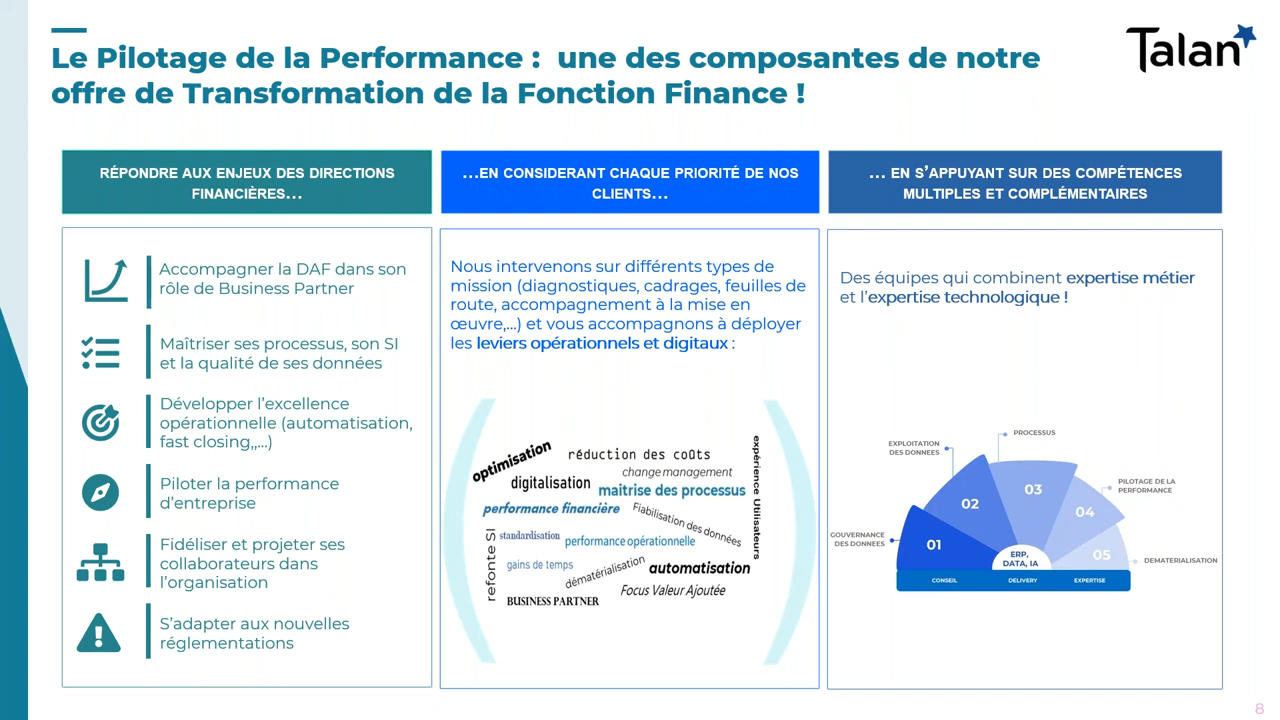 Le Pilotage de la Performance :  une des composantes de notre
offre de Transformation de la Fonction Finance !
Talan
RÉPONDRE AUX ENJEUX DES DIRECTIONS
FINANCIÈRES...
Accompagner la DAF dans son
rôle de Business Partner
Maîtriser ses processus, son SI
et la qualité de ses données
Développer l'excellence
opérationnelle (automatisation,
fast closing,,...)
Piloter la performance
d'entreprise
Fidéliser et projeter ses
collaborateurs dans
l'organisation
S'adapter aux nouvelles
réglementations
...EN CONSIDERANT CHAQUE PRIORITÉ DE NOS
CLIENTS...
Nous intervenons sur différents types de
mission (diagnostiques, cadrages, feuilles de
route, accompagnement à la mise en
œuvre,...) et vous accompagnons à déployer
les leviers opérationnels et digitaux :
optimisation
réduction des coûts
change management
digitalisation
maitrise des processus
performance financière
Fiabilisation des données
expérience Utilisateurs
refonte SI
standardisation
performance opérationnelle
gains de temps
dématérialisation
automatisation
Focus Valeur Ajoutée
BUSINESS PARTNER
... EN S'APPUYANT SUR DES COMPÉTENCES
MULTIPLES ET COMPLÉMENTAIRES
Des équipes qui combinent expertise métier
et l'expertise technologique !
PROCESSUS
EXPLOITATION
DES DONNEES
PILOTAGE DE LA
PERFORMANCE
GOUVERNANCE
DES DONNEES
DEMATERIALISATION
01
02
03
04
05
ERP,
DATA, IA
CONSEIL
DELIVERY
EXPERTISE
8